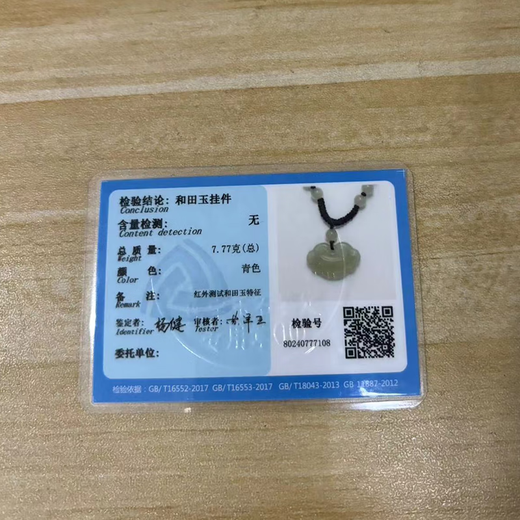 检验结论：和田玉挂件
Conclusion
含量检测：无
Content detection
总质量：7.77克(总)
Weight
颜色：青色
Color
备注：红外测试和田玉特征
Remark
鉴定者：杨健 审核者：
Identifier Tester
委托单位：
检验号
80240777108
检验依据：GB/T16552-2017 GB/T16553-2017 GB/T18043-2013 GB 11887-2012